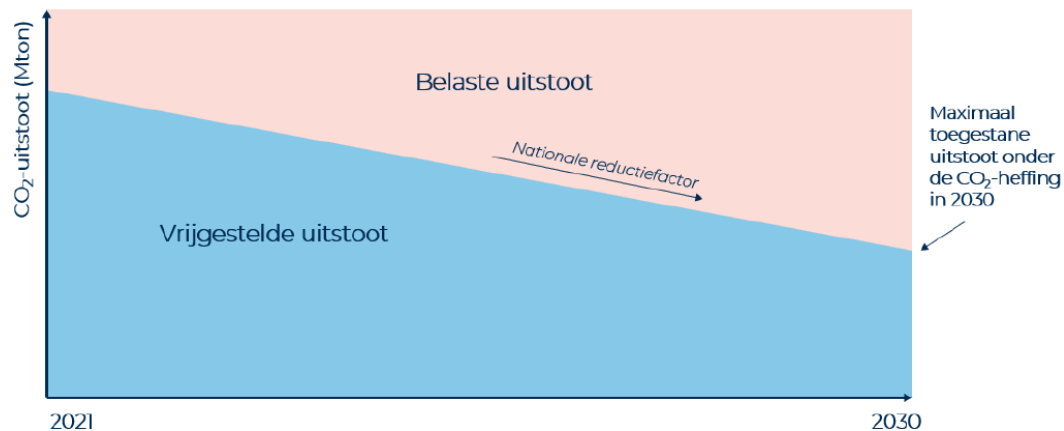 CO₂-uitstoot (Mton)
Belaste uitstoot
Nationale reductiefactor
Vrijgestelde uitstoot
Maximaal
toegestane
uitstoot onder
de CO₂-heffing
in 2030
2021
2030